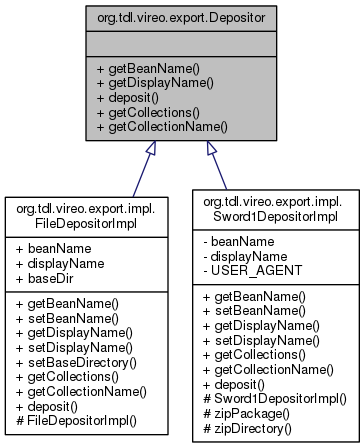 org.tdl.vireo.export.Depositor
+ getBeanName()
+ getDisplayName()
+ deposit()
+ getCollections()
+ getCollectionName()
org.tdl.vireo.export.impl.
FileDepositorImpl
+ beanName
+ displayName
+ baseDir
+ getBeanName()
+ setBeanName()
+ getDisplayName()
+ setDisplayName()
+ setBaseDirectory()
+ getCollections()
+ getCollectionName()
+ deposit()
# FileDepositorImpl()
org.tdl.vireo.export.impl.
Sword1DepositorImpl
- beanName
- displayName
- USER_AGENT
+ getBeanName()
+ setBeanName()
+ getDisplayName()
+ setDisplayName()
+ getCollections()
+ getCollectionName()
+ deposit()
# Sword1DepositorImpl()
# zipPackage()
# zipDirectory()